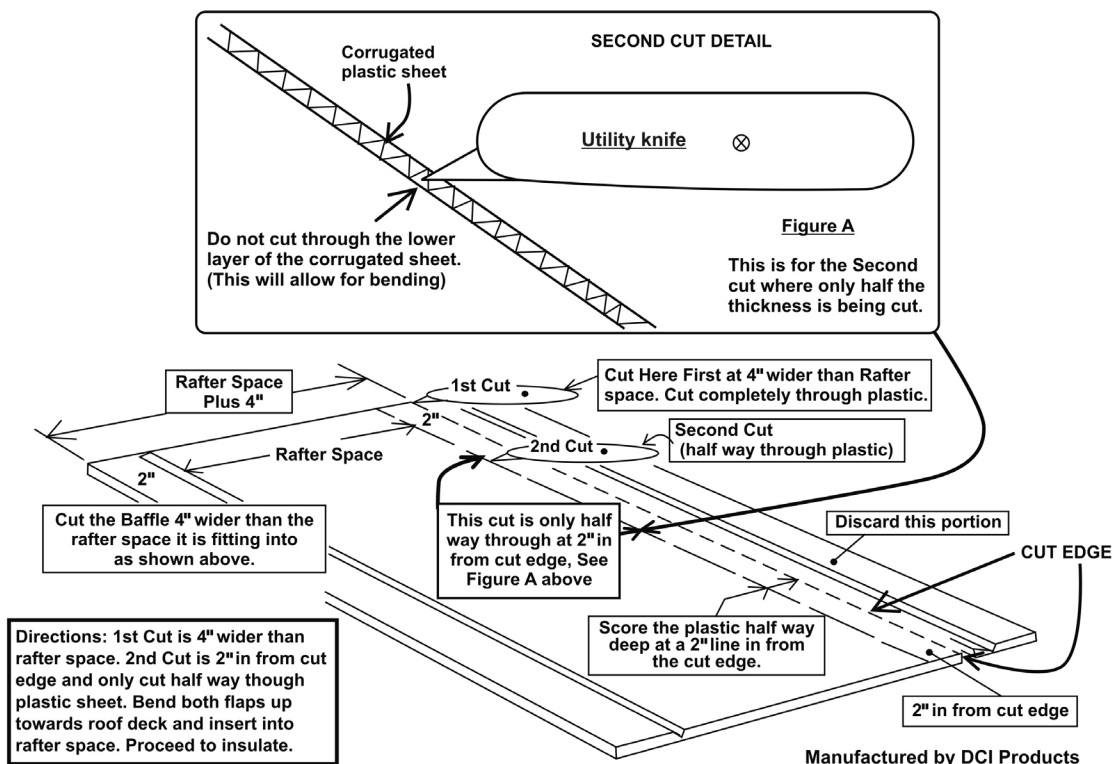 SECOND CUT DETAIL
Corrugated
plastic sheet
Utility knife
Figure A
Do not cut through the lower
layer of the corrugated sheet.
(This will allow for bending)
This is for the Second
cut where only half the
thickness is being cut.
Rafter Space
Plus 4"
1st Cut
Cut Here First at 4" wider than Rafter
space. Cut completely through plastic.
2"
2nd Cut
Second Cut
(half way through plastic)
Rafter Space
2"
Cut the Baffle 4" wider than the
rafter space it is fitting into
as shown above.
This cut is only half
way through at 2" in
from cut edge, See
Figure A above
Discard this portion
CUT EDGE
Score the plastic half way
deep at a 2" line in from
the cut edge.
Directions: 1st Cut is 4" wider than
rafter space. 2nd Cut is 2" in from cut
edge and only cut half way though
plastic sheet. Bend both flaps up
towards roof deck and insert into
rafter space. Proceed to insulate.
2" in from cut edge
Manufactured by DCI Products